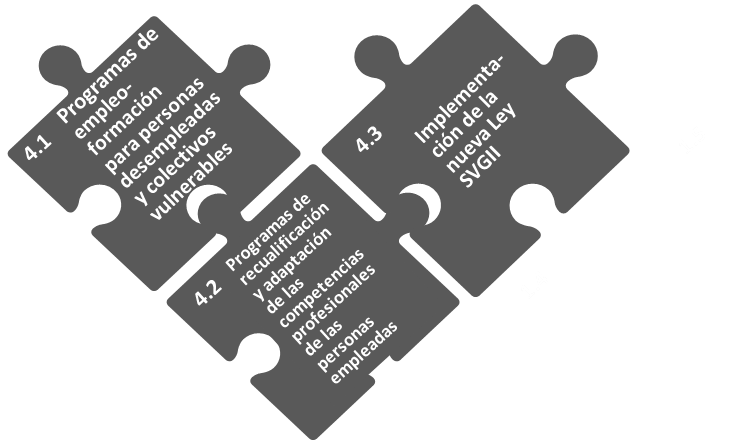 4.1
Programas de
empleo-
formación
para personas
desempleadas
y colectivos
vulnerables
4.2
Programas de
recualificación
y adaptación
de las
competencias
profesionales
de las
personas
empleadas
4.3
Implementa-
ción de la
nueva Ley
SVGII